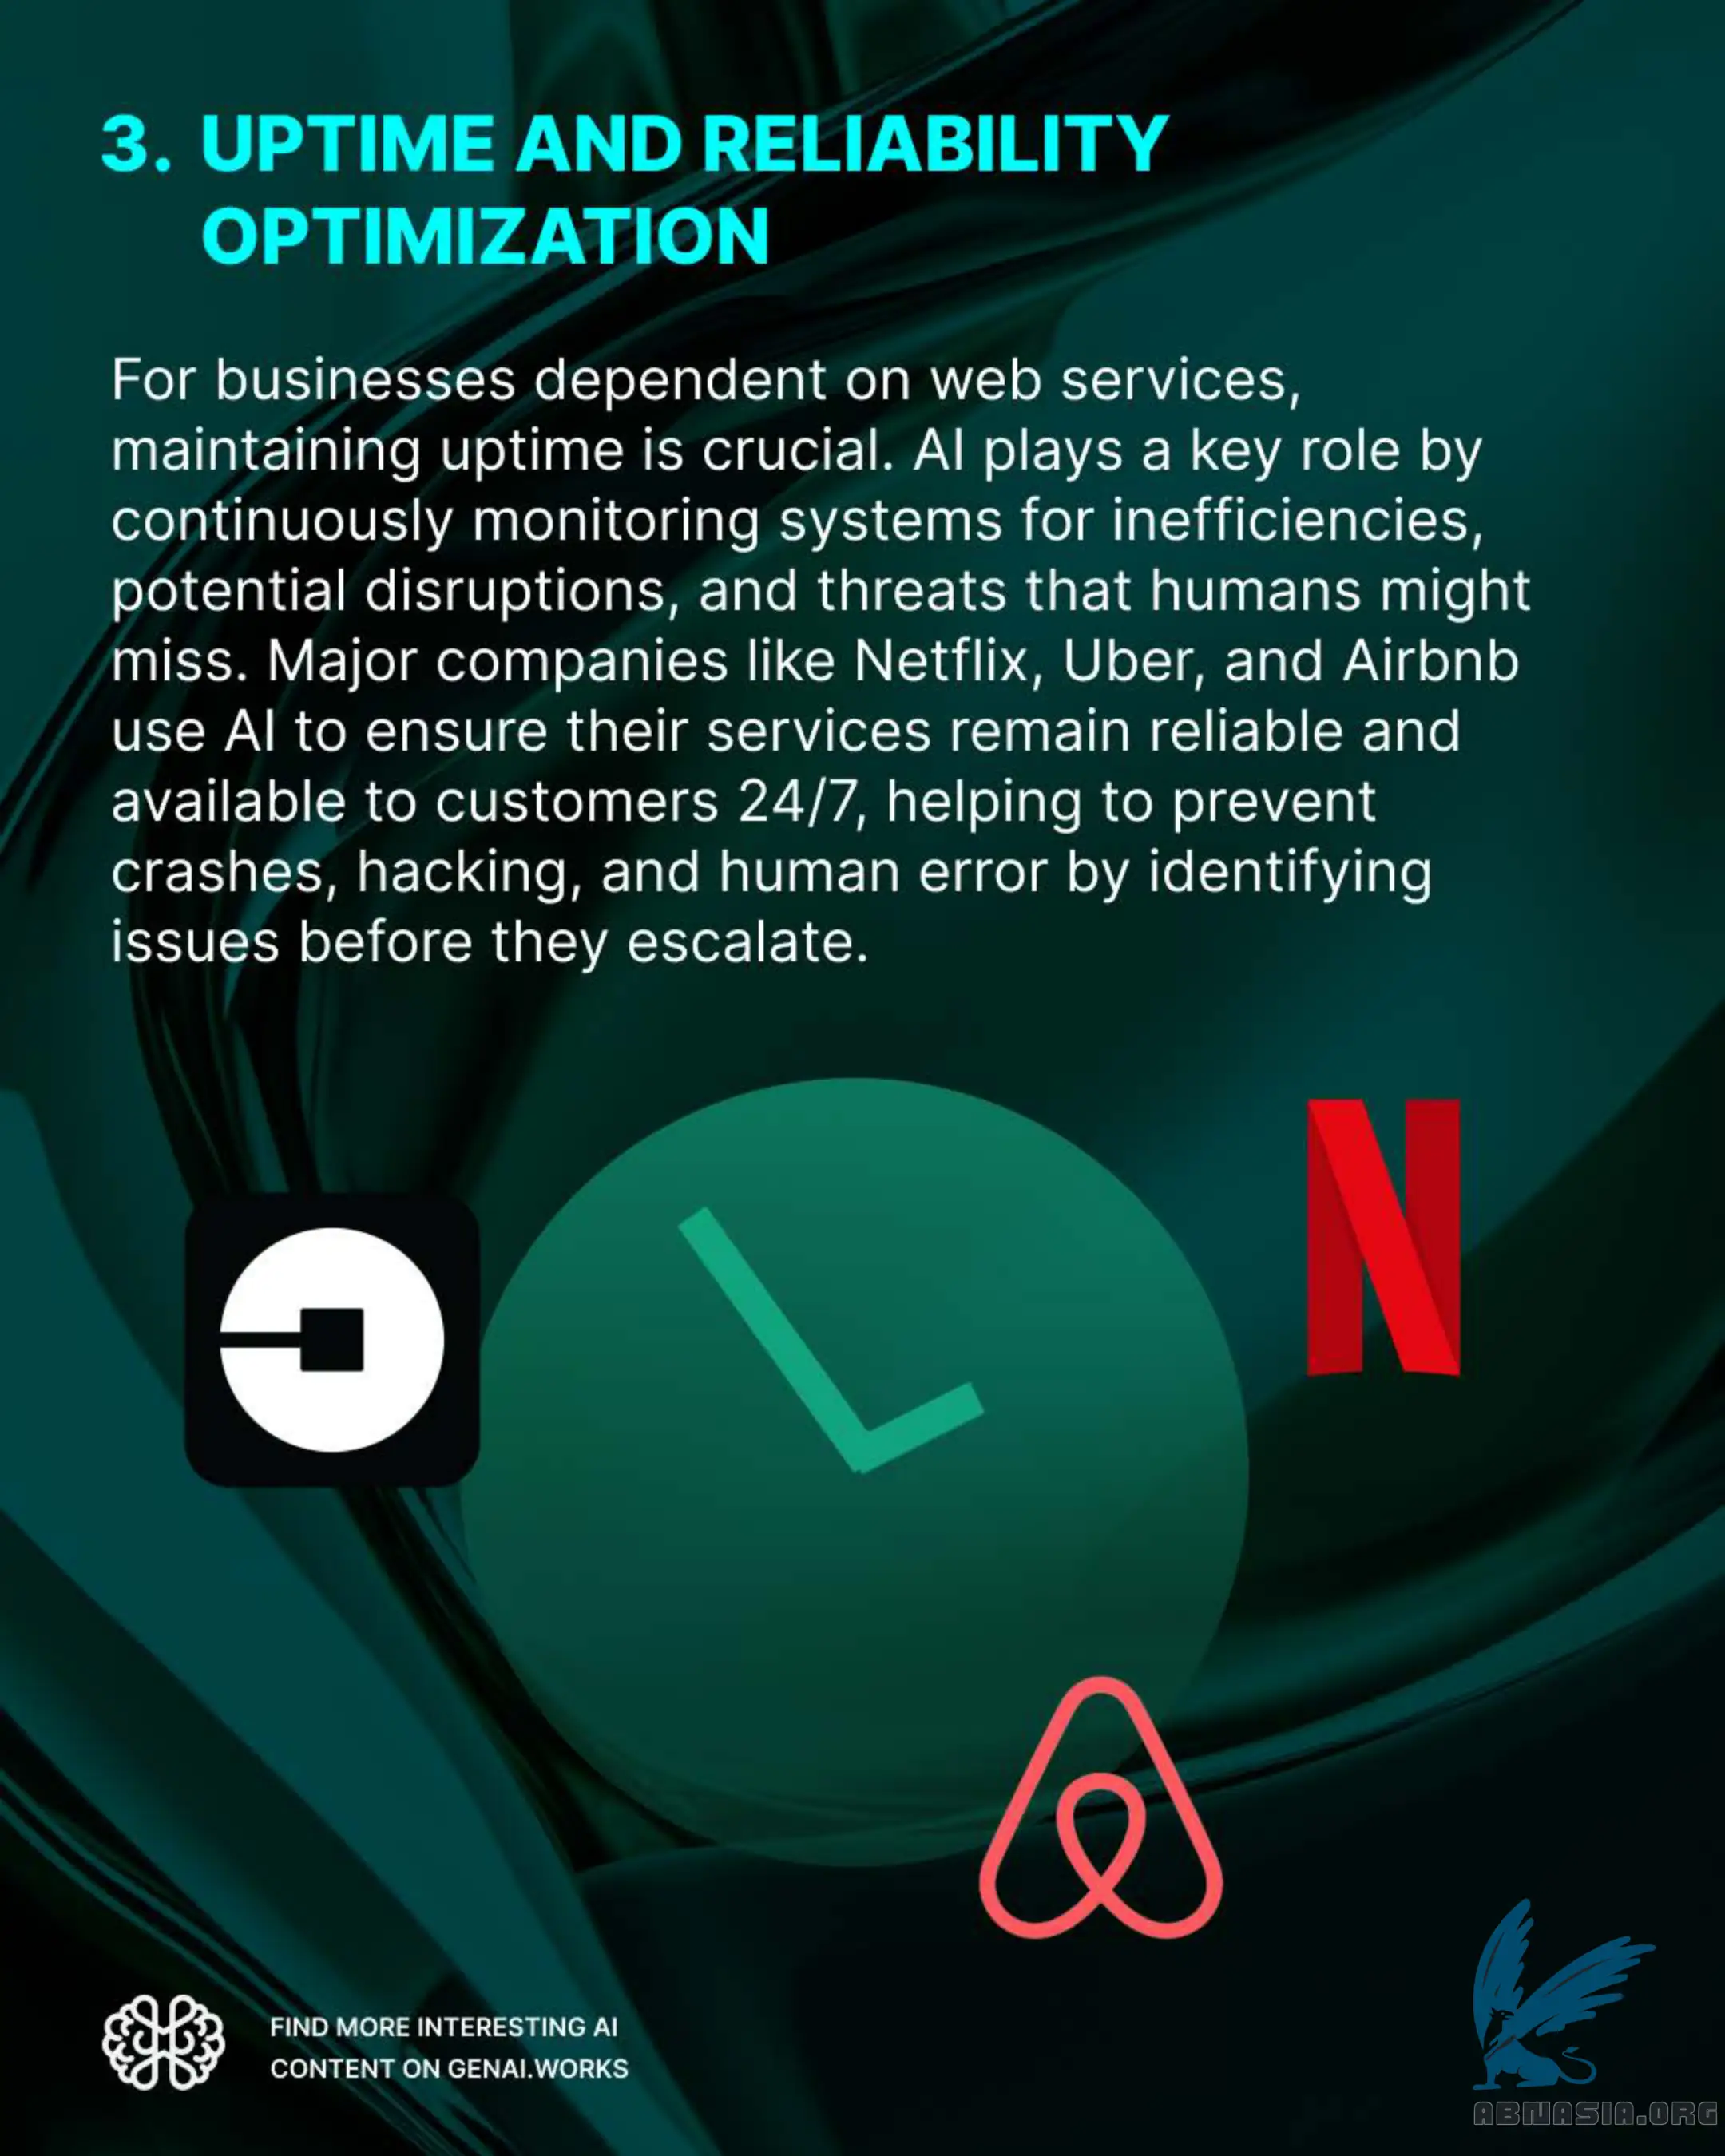 3. UPTIME AND RELIABILITY
OPTIMIZATION
For businesses dependent on web services,
maintaining uptime is crucial. AI plays a key role by
continuously monitoring systems for inefficiencies,
potential disruptions, and threats that humans might
miss. Major companies like Netflix, Uber, and Airbnb
use AI to ensure their services remain reliable and
available to customers 24/7, helping to prevent
crashes, hacking, and human error by identifying
issues before they escalate.
N
FIND MORE INTERESTING AI
CONTENT ON GENAI.WORKS
ABNASIA.ORG